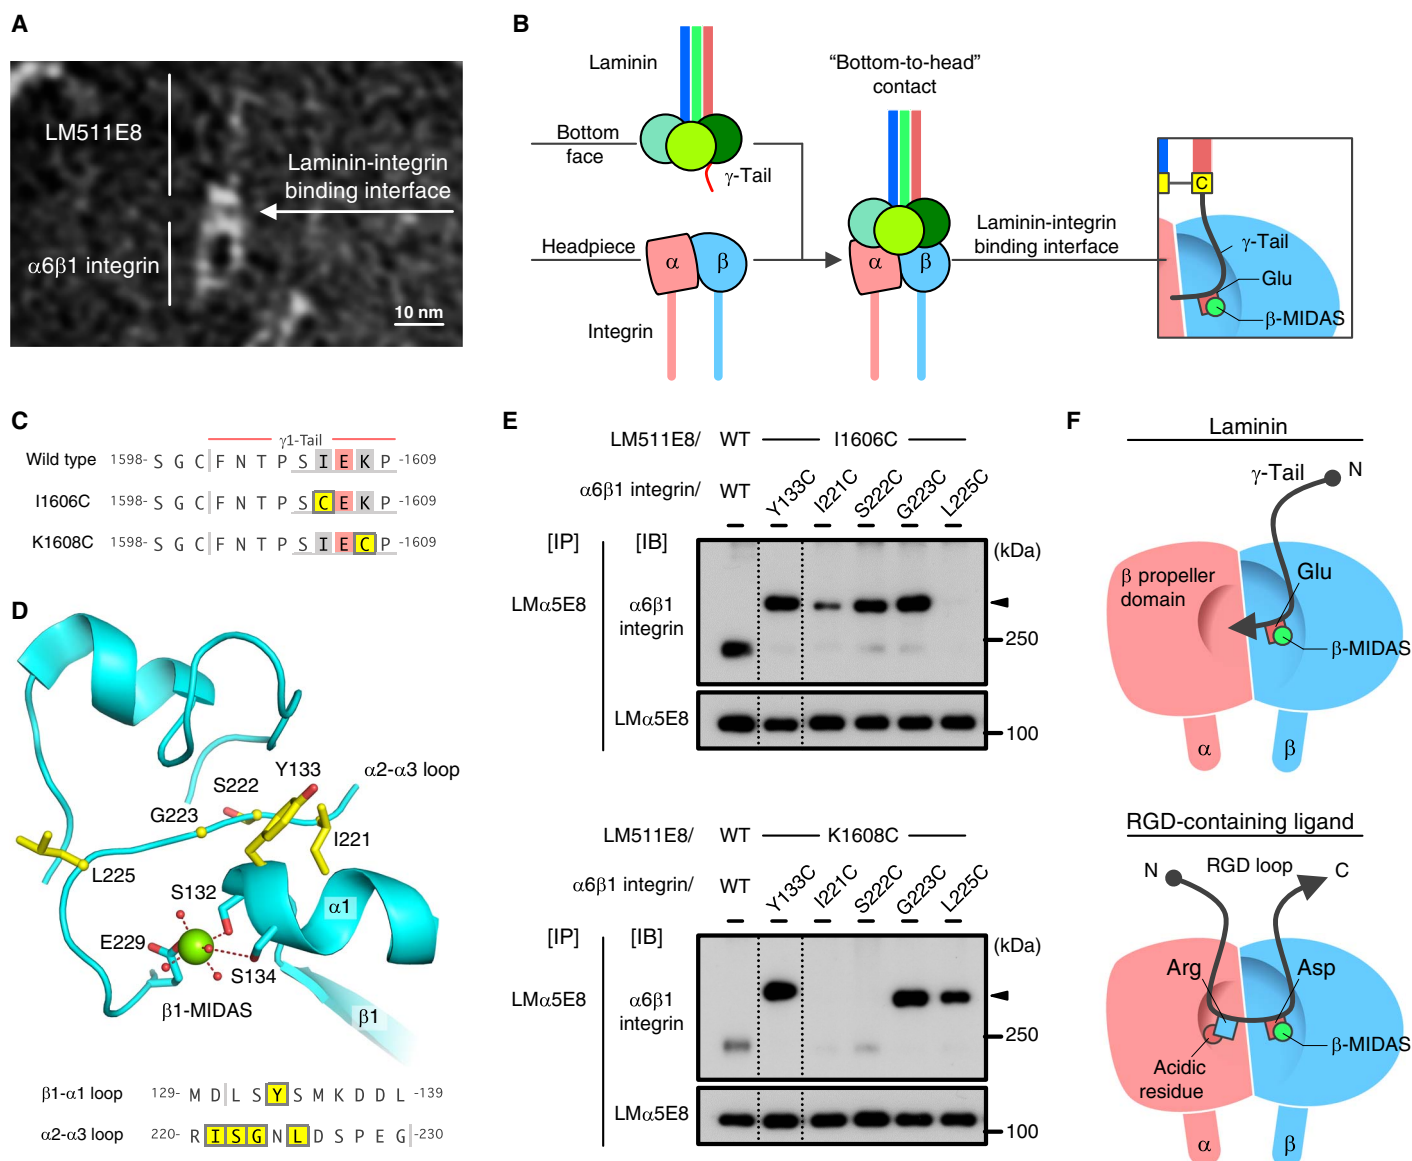 A
LM511E8
α6β1 integrin
Laminin-integrin
binding interface
10 nm
B
Laminin
Bottom
face
γ-Tail
Headpiece
α
β
Integrin
“Bottom-to-head”
contact
α
β
Laminin-integrin
binding interface
C
γ-Tail
Glu
β-MIDAS
C
γ1-Tail
Wild type 1598- S G C F N T P S I E K P -1609
I1606C 1598- S G C F N T P S C E K P -1609
K1608C 1598- S G C F N T P S I E C P -1609
D
Y133
α2-α3 loop
S222
G223
I221
L225
S132
α1
E229
S134
β1-MIDAS
β1
β1-α1 loop 129- M D L S Y S M K D D L -139
α2-α3 loop 220- R I S G N L D S P E G -230
E
LM511E8/ WT I1606C
α6β1 integrin/ WT Y133C I221C S222C G223C L225C
[IP] [IB] (kDa)
LMα5E8 α6β1
integrin
250
LMα5E8
100
LM511E8/ WT K1608C
α6β1 integrin/ WT Y133C I221C S222C G223C L225C
[IP] [IB] (kDa)
LMα5E8 α6β1
integrin
250
LMα5E8
100
F
Laminin
γ-Tail
N
β propeller
domain
Glu
β-MIDAS
α
β
RGD-containing ligand
N
RGD loop
C
Arg
Asp
β-MIDAS
Acidic
residue
α
β